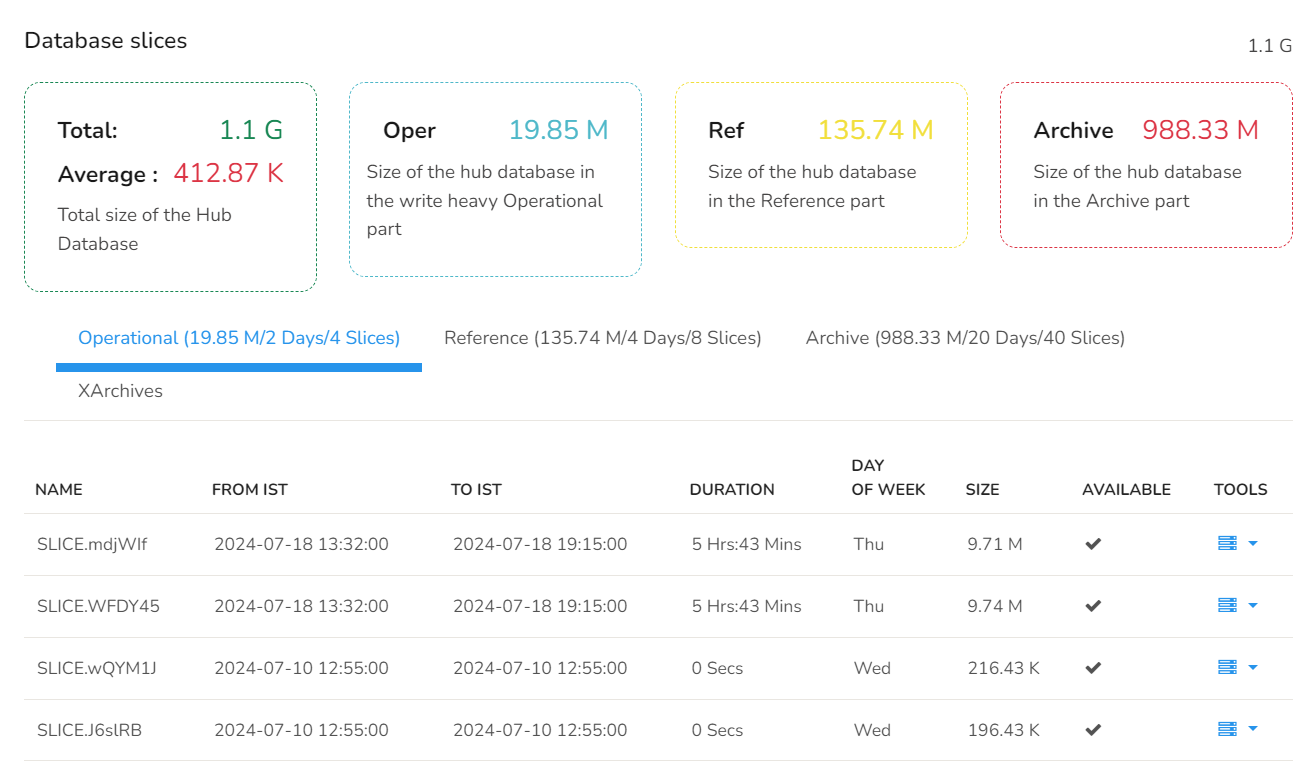 Database slices
1.1 G
Total: 1.1 G
Average : 412.87 K
Total size of the Hub
Database
Oper 19.85 M
Size of the hub database in
the write heavy Operational
part
Ref 135.74 M
Size of the hub database
in the Reference part
Archive 988.33 M
Size of the hub database
in the Archive part
Operational (19.85 M/2 Days/4 Slices) Reference (135.74 M/4 Days/8 Slices) Archive (988.33 M/20 Days/40 Slices)
XArchives
NAME FROM IST TO IST DURATION DAY OF WEEK SIZE AVAILABLE TOOLS
SLICE.mdjWIf 2024-07-18 13:32:00 2024-07-18 19:15:00 5 Hrs:43 Mins Thu 9.71 M
SLICE.WFDY45 2024-07-18 13:32:00 2024-07-18 19:15:00 5 Hrs:43 Mins Thu 9.74 M
SLICE.wQYM1J 2024-07-10 12:55:00 2024-07-10 12:55:00 0 Secs Wed 216.43 K
SLICE.J6slRB 2024-07-10 12:55:00 2024-07-10 12:55:00 0 Secs Wed 196.43 K